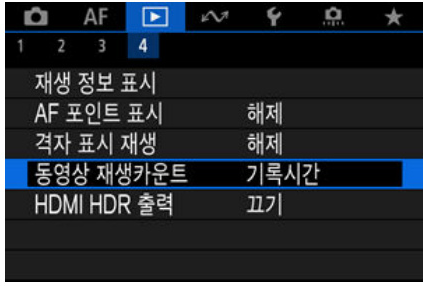 AF
1 2 3 4
재생 정보 표시
AF 포인트 표시 해제
격자 표시 재생 해제
동영상 재생카운트 기록시간
HDMI HDR 출력 끄기